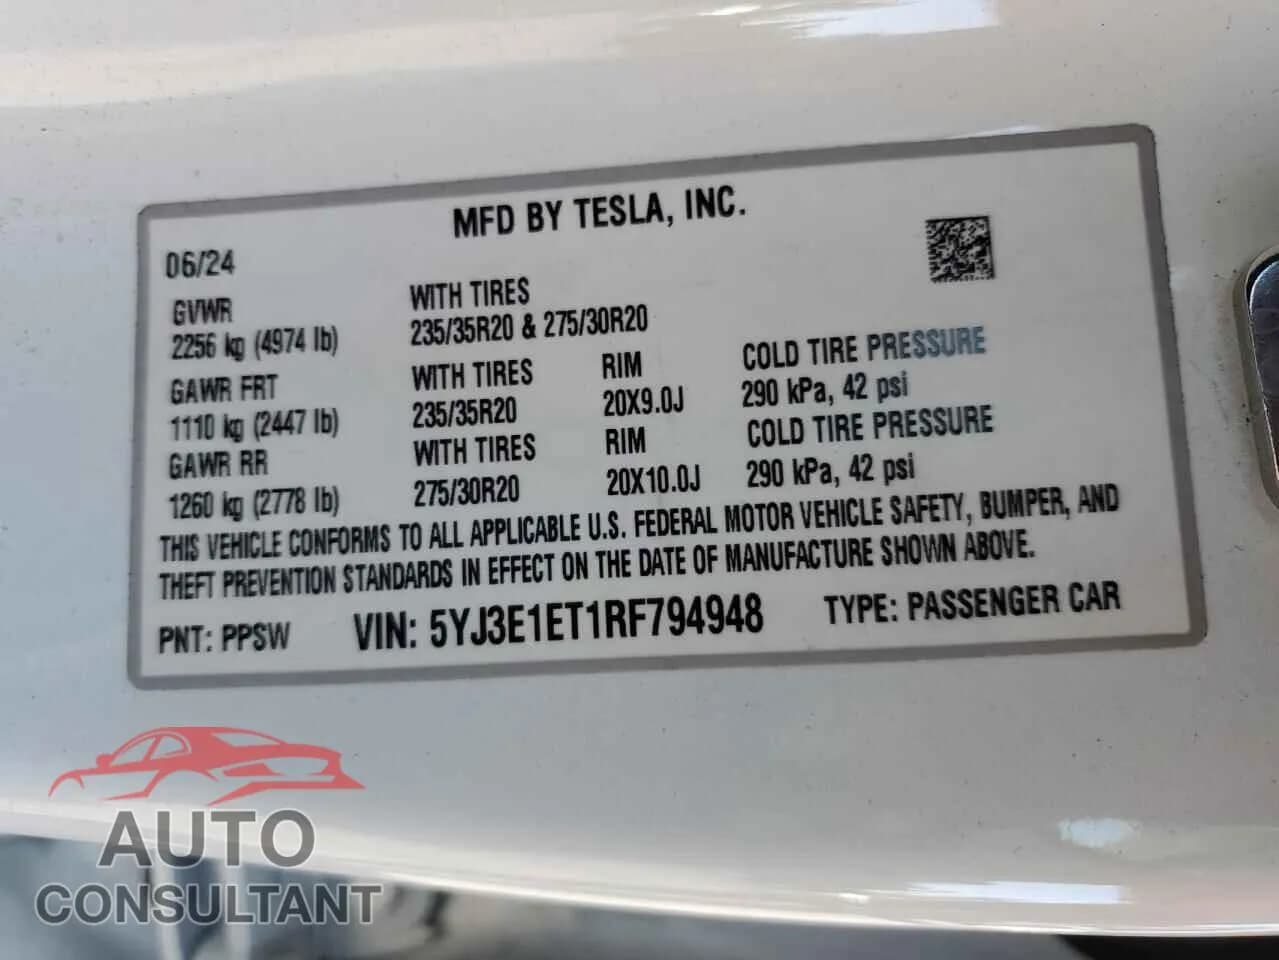 MFD BY TESLA, INC.
06/24
GVWR WITH TIRES
2256 kg (4974 lb) 235/35R20 & 275/30R20
GAWR FRT WITH TIRES RIM COLD TIRE PRESSURE
1110 kg (2447 lb) 235/35R20 20X9.0J 290 kPa, 42 psi
GAWR RR WITH TIRES RIM COLD TIRE PRESSURE
1260 kg (2778 lb) 275/30R20 20X10.0J 290 kPa, 42 psi
THIS VEHICLE CONFORMS TO ALL APPLICABLE U.S. FEDERAL MOTOR VEHICLE SAFETY, BUMPER, AND
THEFT PREVENTION STANDARDS IN EFFECT ON THE DATE OF MANUFACTURE SHOWN ABOVE.
PNT: PPSW VIN: 5YJ3E1ET1RF794948 TYPE: PASSENGER CAR
AUTO
CONSULTANT